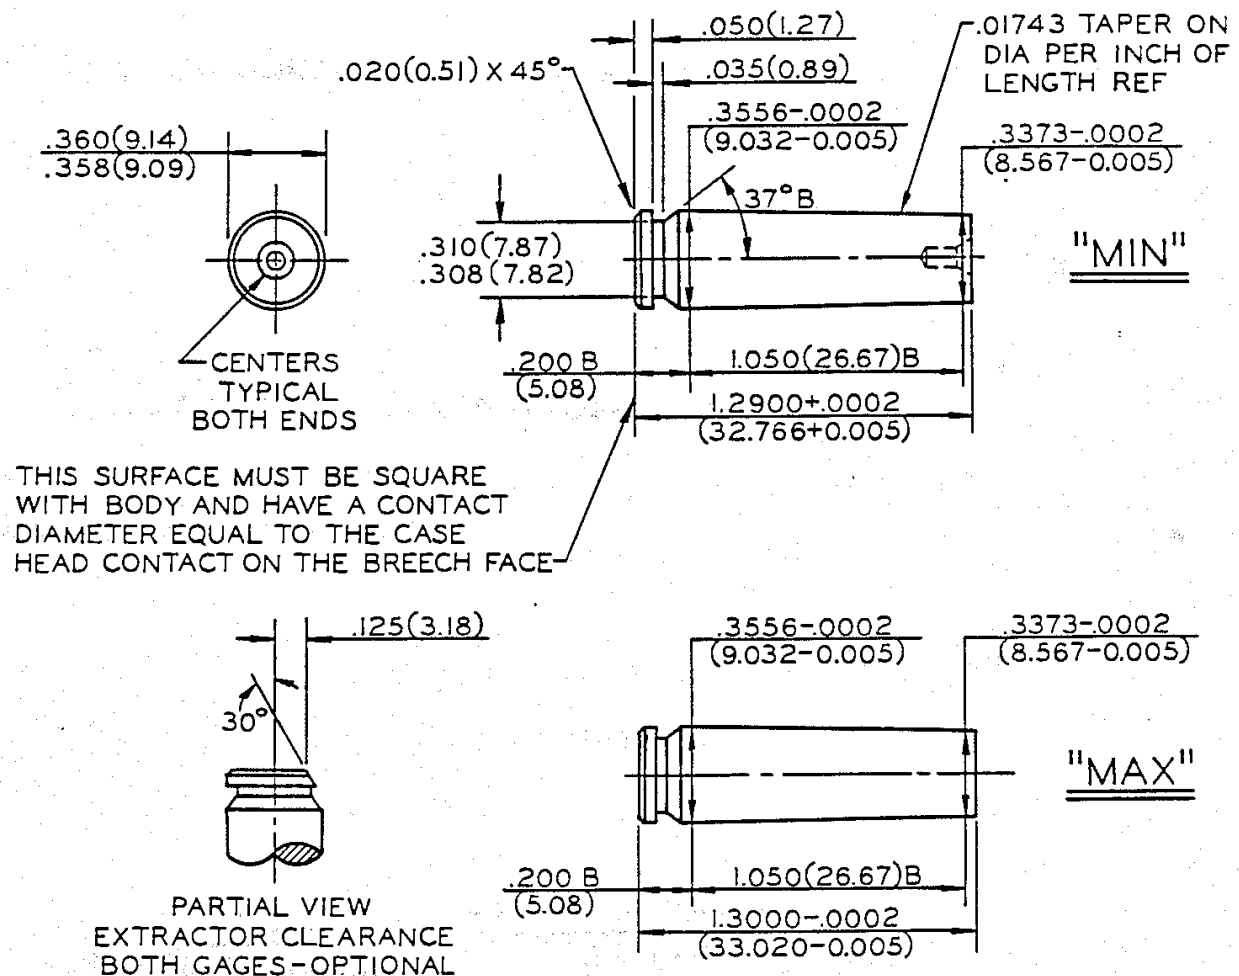 .050(1.27)
.01743 TAPER ON
DIA PER INCH OF
LENGTH REF
.020(0.51) X 45°
.035(0.89)
.3556-.0002
(9.032-0.005)
.3373-.0002
(8.567-0.005)
.360(9.14)
.358(9.09)
37° B
.310(7.87)
.308(7.82)
"MIN"
CENTERS
TYPICAL
BOTH ENDS
.200 B
(5.08)
1.050(26.67)B
1.2900+.0002
(32.766+0.005)
THIS SURFACE MUST BE SQUARE
WITH BODY AND HAVE A CONTACT
DIAMETER EQUAL TO THE CASE
HEAD CONTACT ON THE BREECH FACE
.125(3.18)
30°
.3556-.0002
(9.032-0.005)
.3373-.0002
(8.567-0.005)
"MAX"
.200 B
(5.08)
1.050(26.67)B
1.3000-.0002
(33.020-0.005)
PARTIAL VIEW
EXTRACTOR CLEARANCE
BOTH GAGES-OPTIONAL